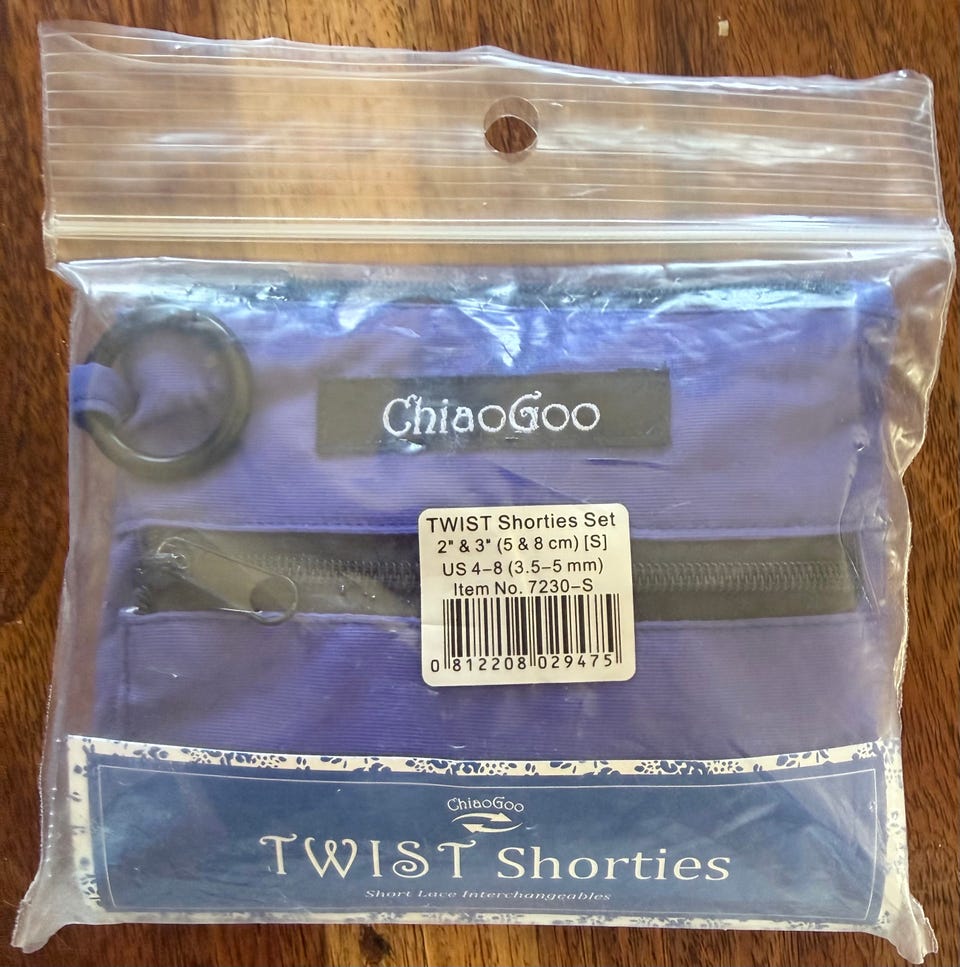 ChiaoGoo
TWIST Shorties Set
2" & 3" (5 & 8 cm) [S]
US 4–8 (3.5–5 mm)
Item No. 7230–S
0 812208 029475
ChiaoGoo
TWIST Shorties
Short Lace Interchangeables